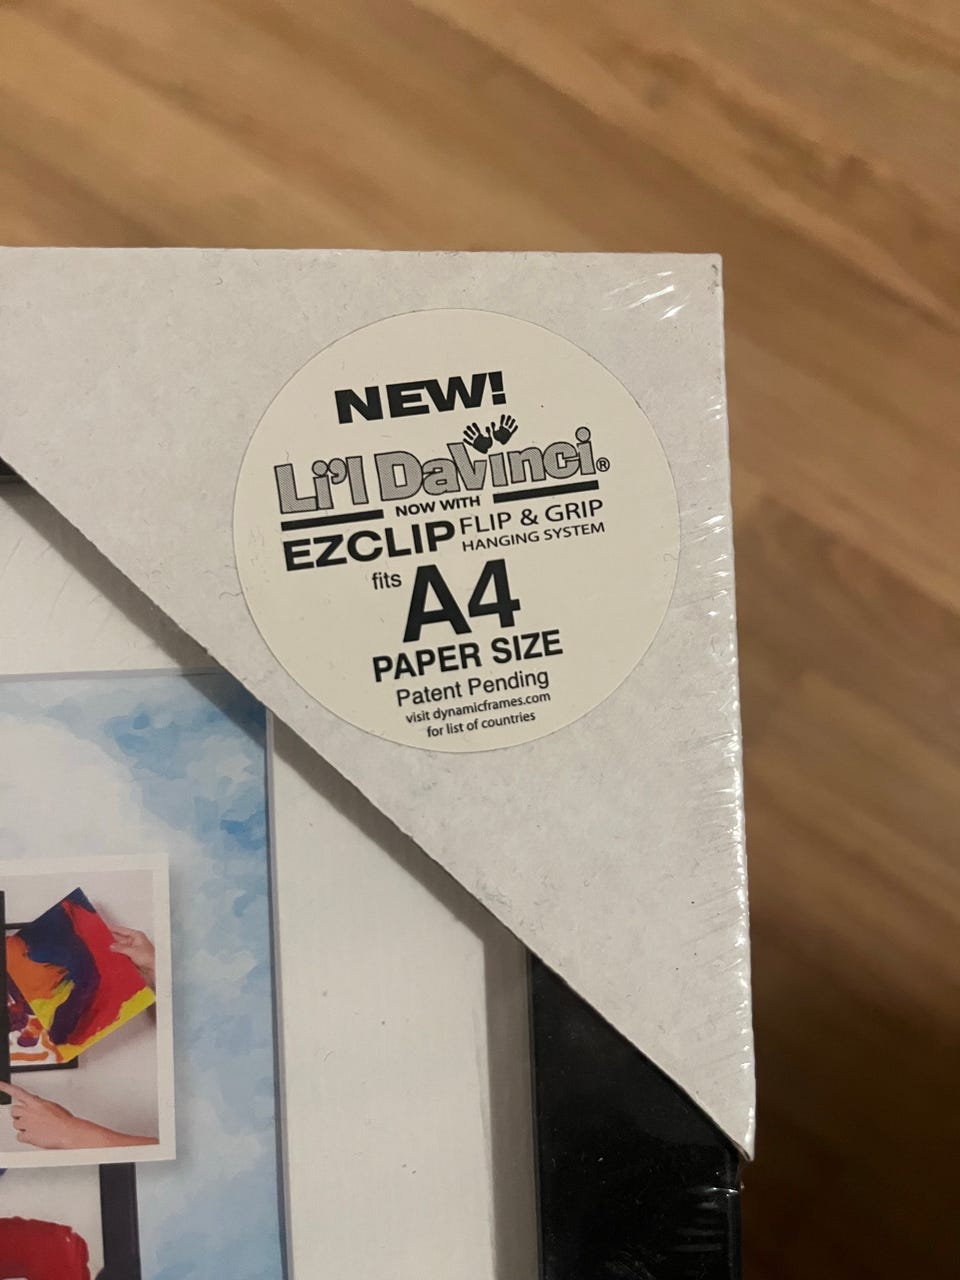 NEW!
Li'l DaVinci®
NOW WITH
EZCLIP FLIP & GRIP
HANGING SYSTEM
fits A4
PAPER SIZE
Patent Pending
visit dynamicframes.com
for list of countries